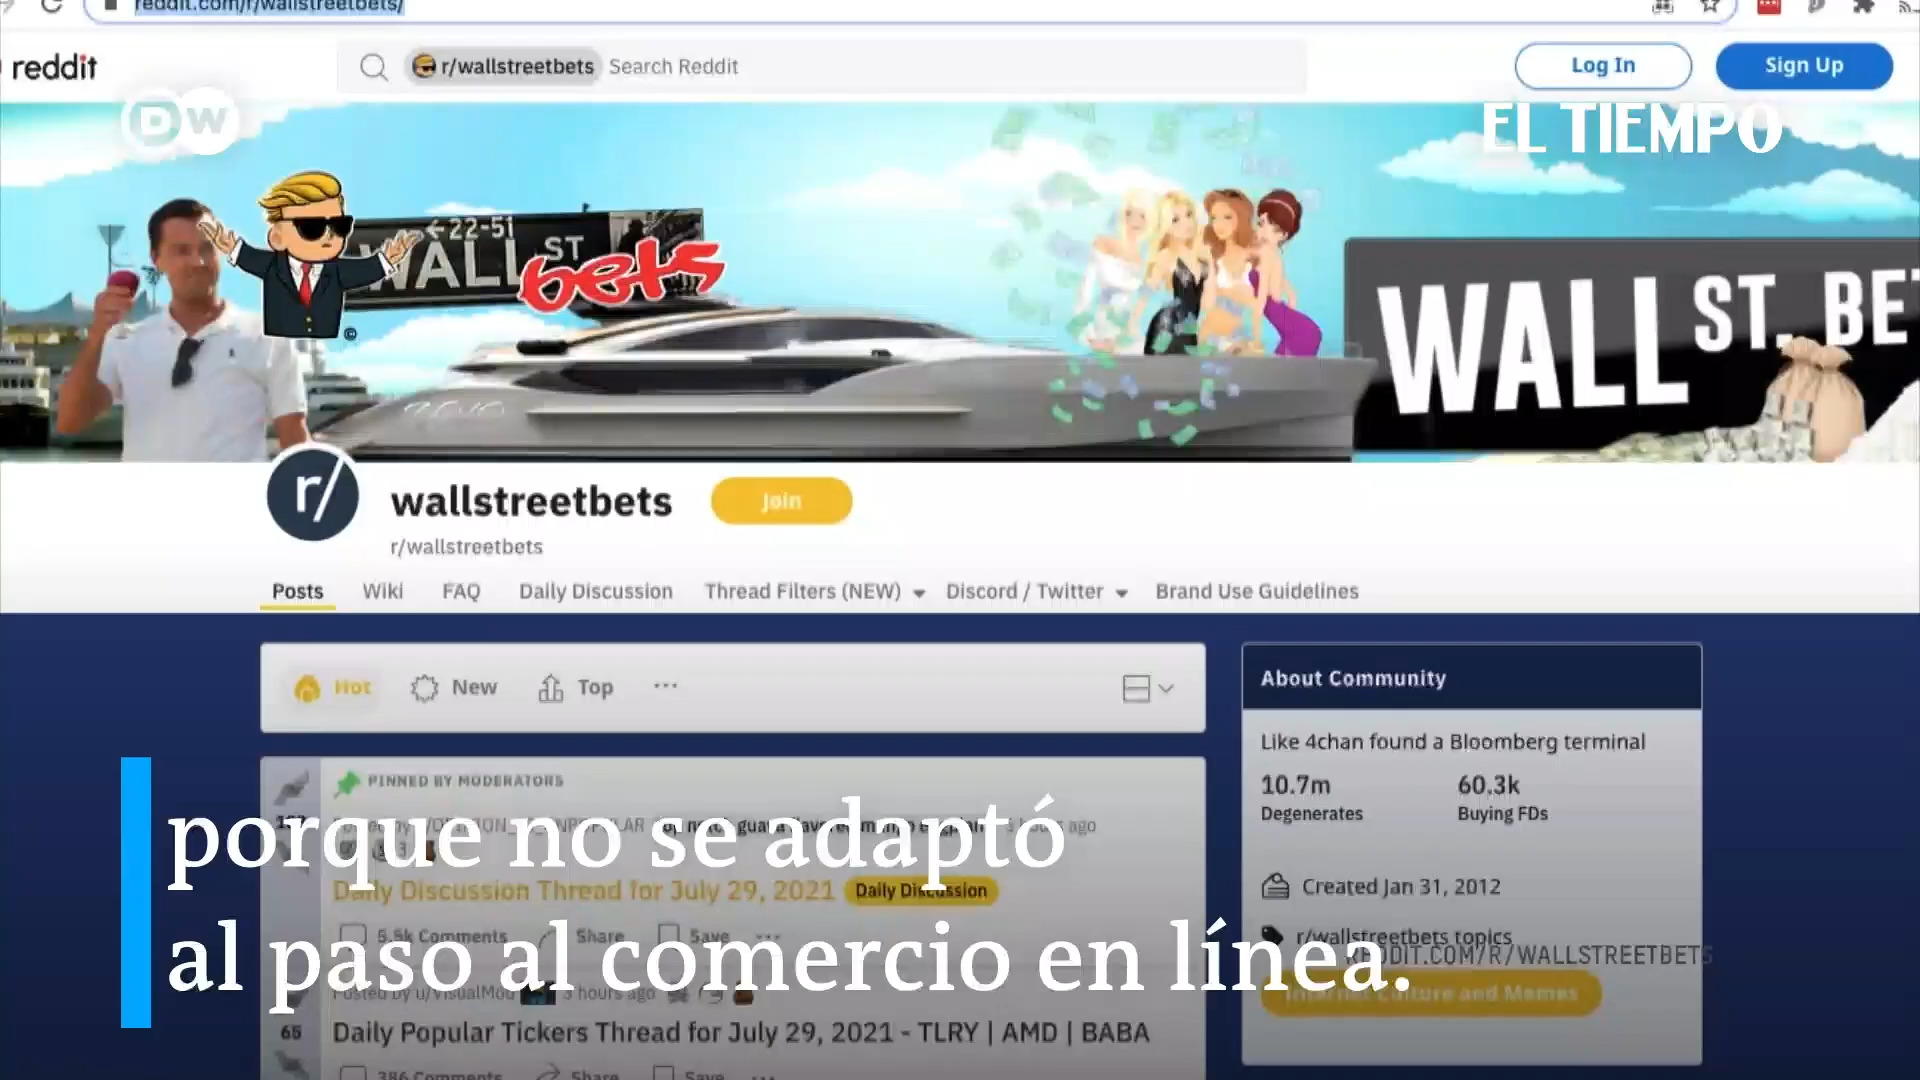 reddit.com/r/wallstreetbets/
reddit
r/wallstreetbets Search Reddit
Log In
Sign Up
DW
EL TIEMPO
22-51
WALL ST
bets
WALL ST. BET
r/
wallstreetbets
Join
r/wallstreetbets
Posts Wiki FAQ Daily Discussion Thread Filters (NEW) Discord / Twitter Brand Use Guidelines
Hot New Top ...
About Community
Like 4chan found a Bloomberg terminal
10.7m 60.3k
Degenerates Buying FDs
Created Jan 31, 2012
r/wallstreetbets topics
REDDIT.COM/R/WALLSTREETBETS
Internet Culture and Memes
PINNED BY MODERATORS
ago
Daily Discussion Thread for July 29, 2021 Daily Discussion
5.5k Comments Share Save ...
Posted by u/VisualMod 3 hours ago
65
Daily Popular Tickers Thread for July 29, 2021 - TLRY | AMD | BABA
386 Comments Share Save ...
porque no se adaptó
al paso al comercio en línea.